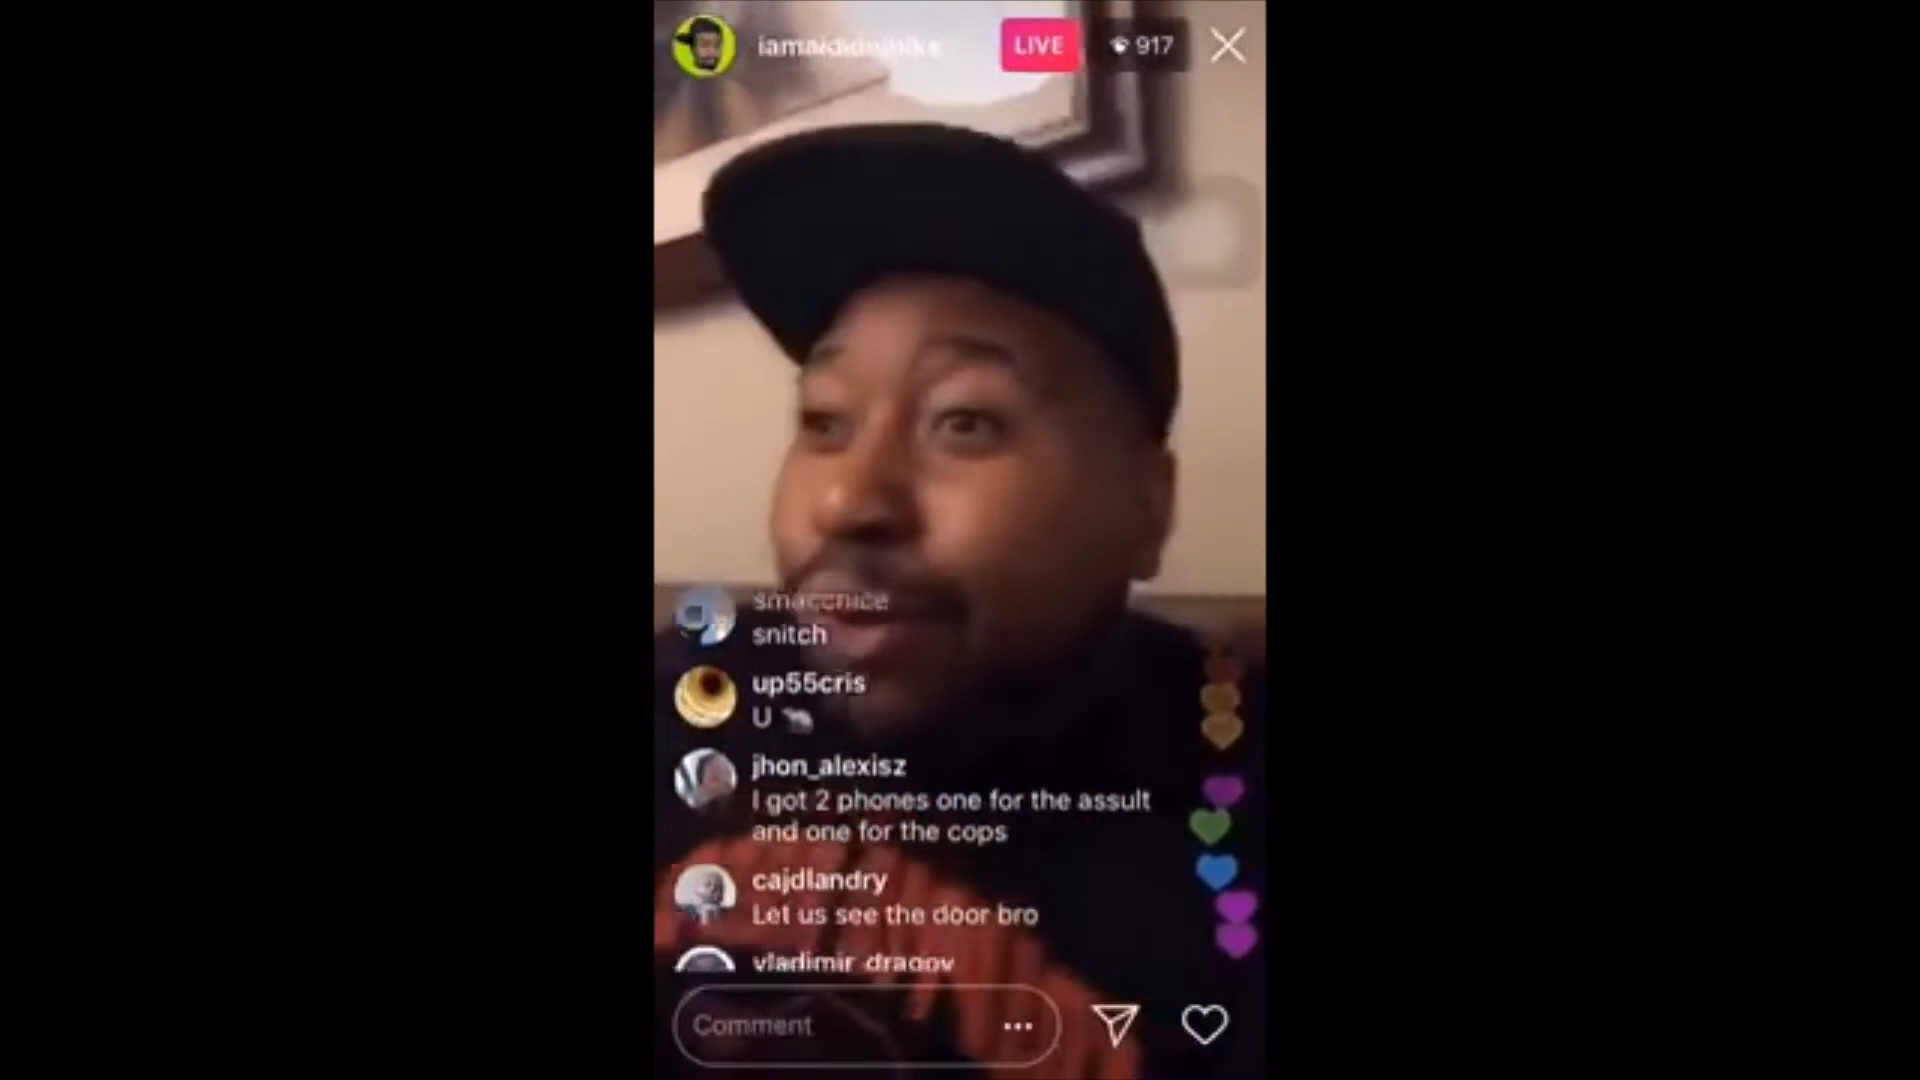 LIVE
917
smaccnice
snitch
up55cris
U
jhon_alexisz
I got 2 phones one for the assult
and one for the cops
cajdlandry
Let us see the door bro
vladimir_dragov
Comment